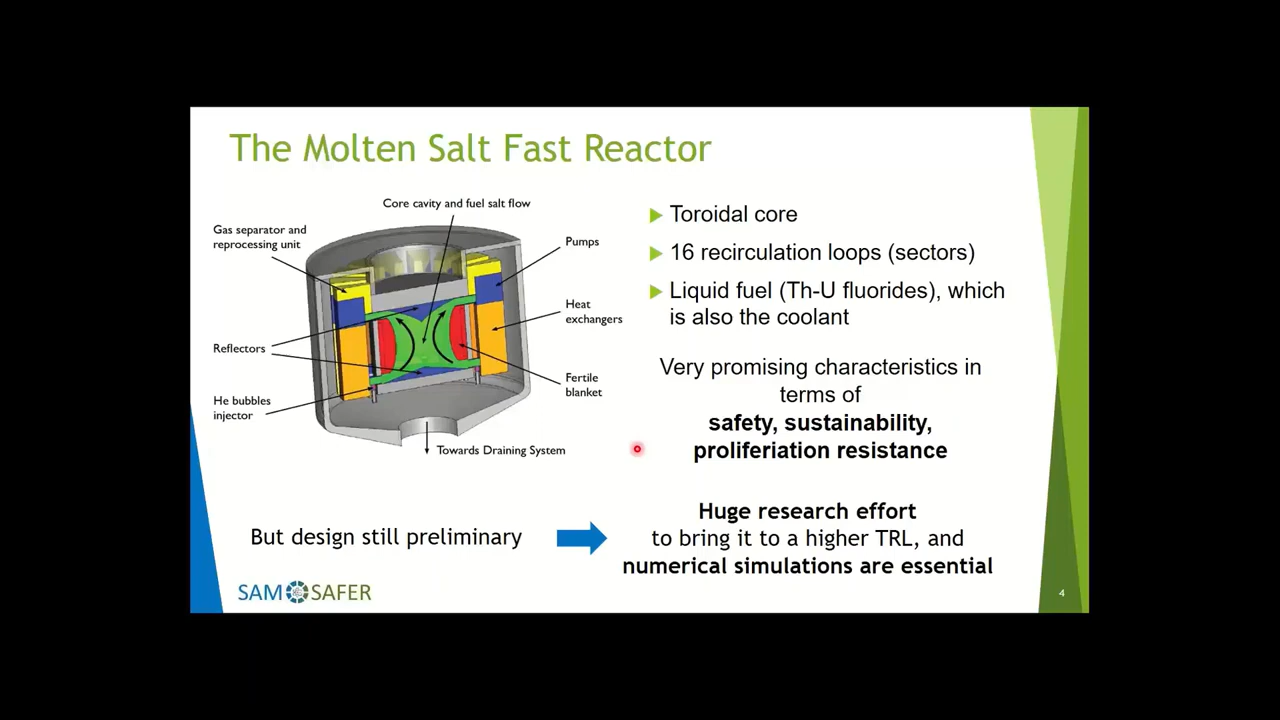 The Molten Salt Fast Reactor
Core cavity and fuel salt flow
Gas separator and
reprocessing unit
Pumps
Heat
exchangers
Reflectors
Fertile
blanket
He bubbles
injector
Towards Draining System
Toroidal core
16 recirculation loops (sectors)
Liquid fuel (Th-U fluorides), which
is also the coolant
Very promising characteristics in
terms of
safety, sustainability,
proliferiation resistance
But design still preliminary
Huge research effort
to bring it to a higher TRL, and
numerical simulations are essential
SAM SAFER
4